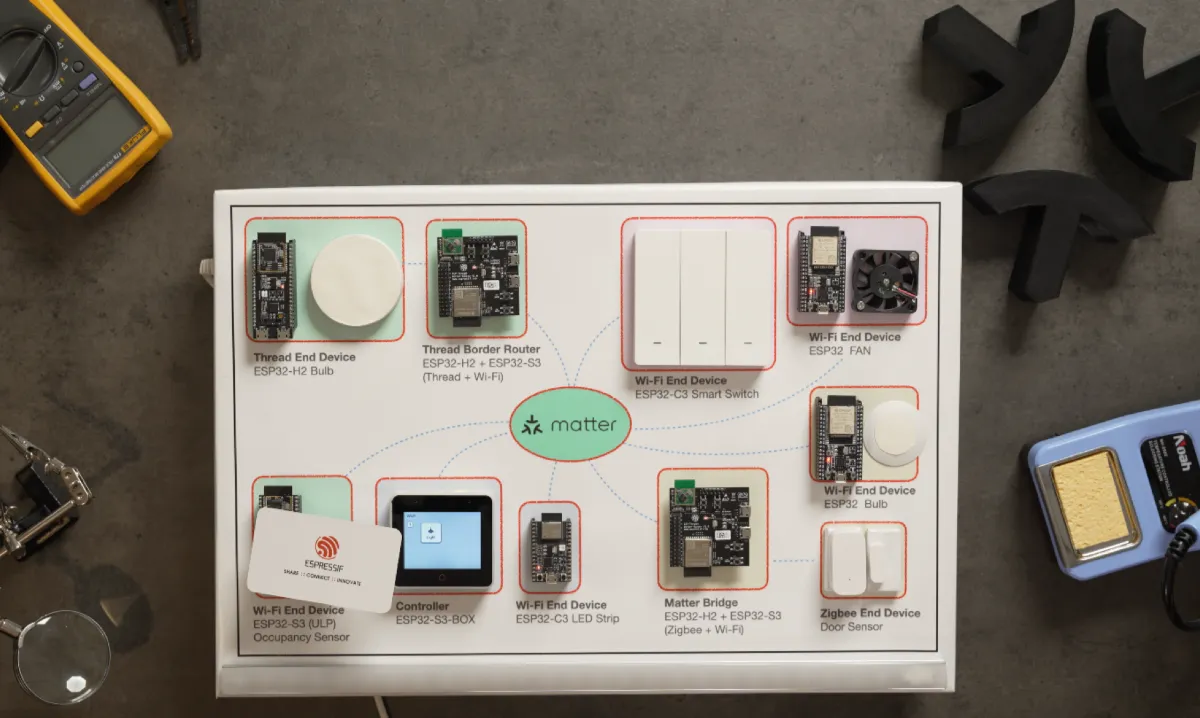 Thread End Device
ESP32-H2 Bulb
Thread Border Router
ESP32-H2 + ESP32-S3
(Thread + Wi-Fi)
Wi-Fi End Device
ESP32-C3 Smart Switch
Wi-Fi End Device
ESP32 FAN
matter
Wi-Fi End Device
ESP32 Bulb
ESPRESSIF
SHARE :: CONNECT :: INNOVATE
Wi-Fi End Device
ESP32-S3 (ULP)
Occupancy Sensor
Controller
ESP32-S3-BOX
Wi-Fi End Device
ESP32-C3 LED Strip
Matter Bridge
ESP32-H2 + ESP32-S3
(Zigbee + Wi-Fi)
Zigbee End Device
Door Sensor
Noah
FLUKE